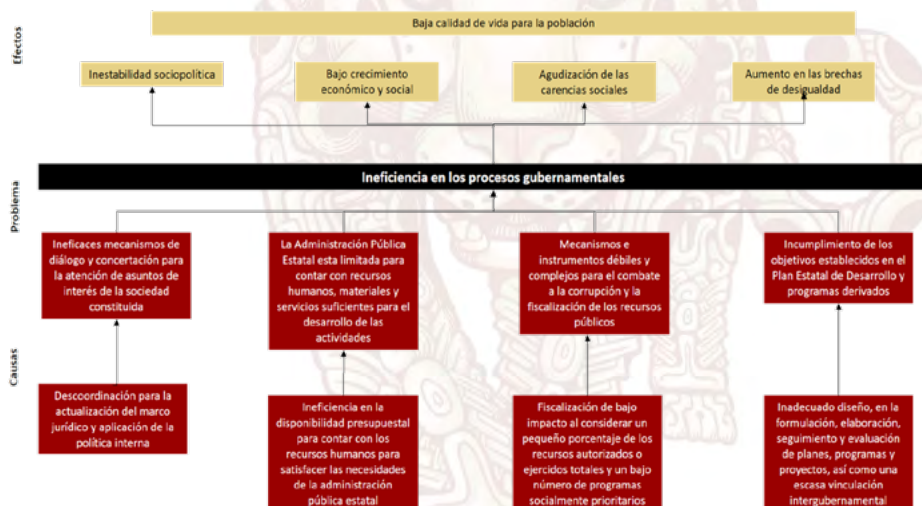 Efectos
Baja calidad de vida para la población
Inestabilidad sociopolítica
Bajo crecimiento
económico y social
Agudización de las
carencias sociales
Aumento en las brechas
de desigualdad
Problema
Ineficiencia en los procesos gubernamentales
Causas
Ineficaces mecanismos de
diálogo y concertación para
la atención de asuntos de
interés de la sociedad
constituida
La Administración Pública
Estatal esta limitada para
contar con recursos
humanos, materiales y
servicios suficientes para el
desarrollo de las
actividades
Mecanismos e
instrumentos débiles y
complejos para el combate
a la corrupción y la
fiscalización de los recursos
públicos
Incumplimiento de los
objetivos establecidos en el
Plan Estatal de Desarrollo y
programas derivados
Descoordinación para la
actualización del marco
jurídico y aplicación de la
política interna
Ineficiencia en la
disponibilidad presupuestal
para contar con los
recursos humanos para
satisfacer las necesidades
de la administración
pública estatal
Fiscalización de bajo
impacto al considerar un
pequeño porcentaje de los
recursos autorizados o
ejercidos totales y un bajo
número de programas
socialmente prioritarios
Inadecuado diseño, en la
formulación, elaboración,
seguimiento y evaluación
de planes, programas y
proyectos, así como una
escasa vinculación
intergubernamental